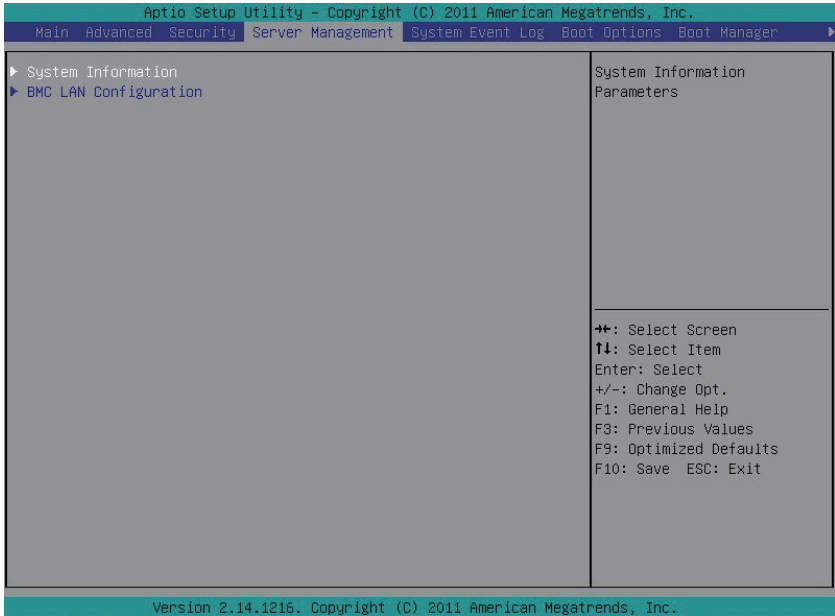 Aptio Setup Utility - Copyright (C) 2011 American Megatrends, Inc.
Main Advanced Security Server Management System Event Log Boot Options Boot Manager
System Information
BMC LAN Configuration
System Information
Parameters
→←: Select Screen
↑↓: Select Item
Enter: Select
+/-: Change Opt.
F1: General Help
F3: Previous Values
F9: Optimized Defaults
F10: Save ESC: Exit
Version 2.14.1216. Copyright (C) 2011 American Megatrends, Inc.